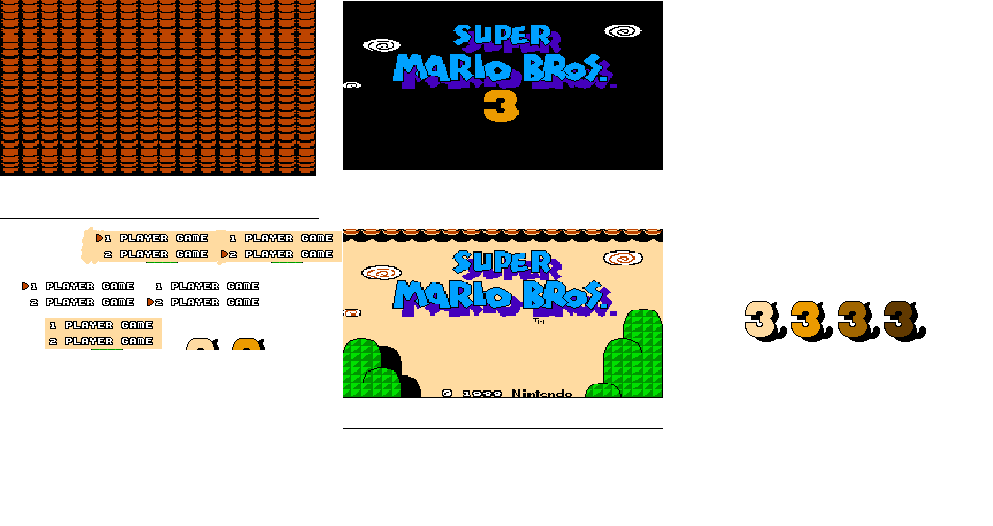 SUPER
MARIO BROS.
3
1 PLAYER GAME 1 PLAYER GAME
2 PLAYER GAME 2 PLAYER GAME
1 PLAYER GAME 1 PLAYER GAME
2 PLAYER GAME 2 PLAYER GAME
1 PLAYER GAME
2 PLAYER GAME
SUPER
MARIO BROS.
Nintendo
3 3 3 3